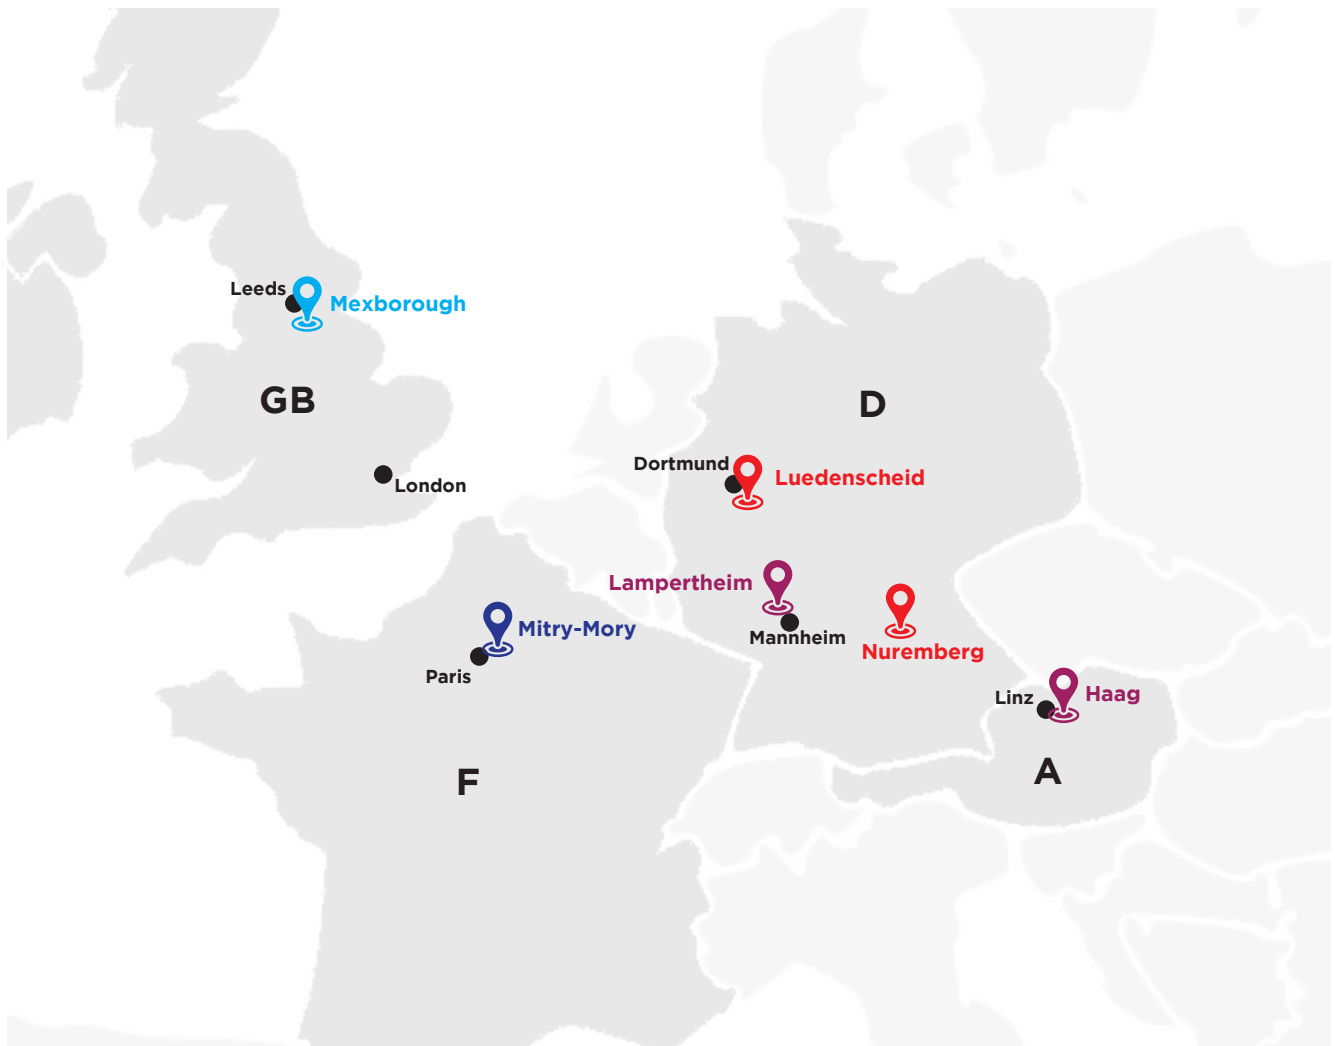 Leeds
Mexborough
GB
D
Dortmund
Luedenscheid
London
Lampertheim
Mitry-Mory
Mannheim
Nuremberg
Paris
Linz
Haag
A
F